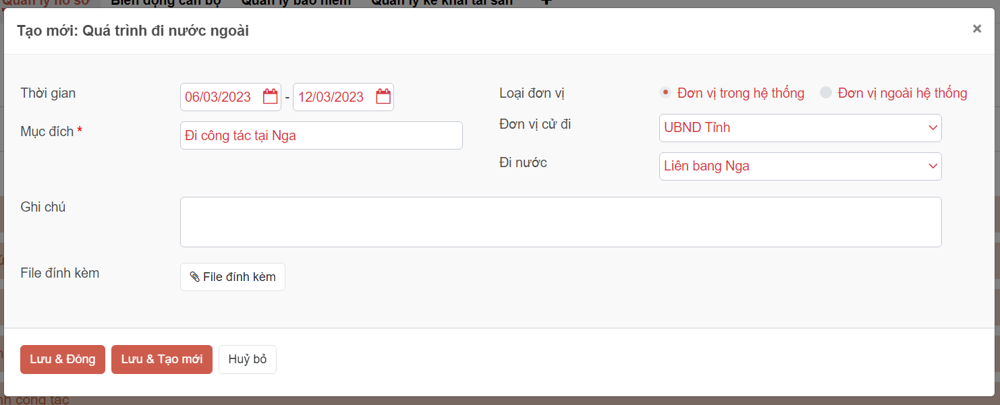 Quản lý hồ sơ Biến động cán bộ Quản lý bảo hiểm Quản lý kê khai tài sản +
Tạo mới: Quá trình đi nước ngoài ×
Thời gian 06/03/2023 - 12/03/2023
Mục đích * Đi công tác tại Nga
Loại đơn vị Đơn vị trong hệ thống Đơn vị ngoài hệ thống
Đơn vị cử đi UBND Tỉnh
Đi nước Liên bang Nga
Ghi chú
File đính kèm File đính kèm
Lưu & Đóng Lưu & Tạo mới Huỷ bỏ
công tác